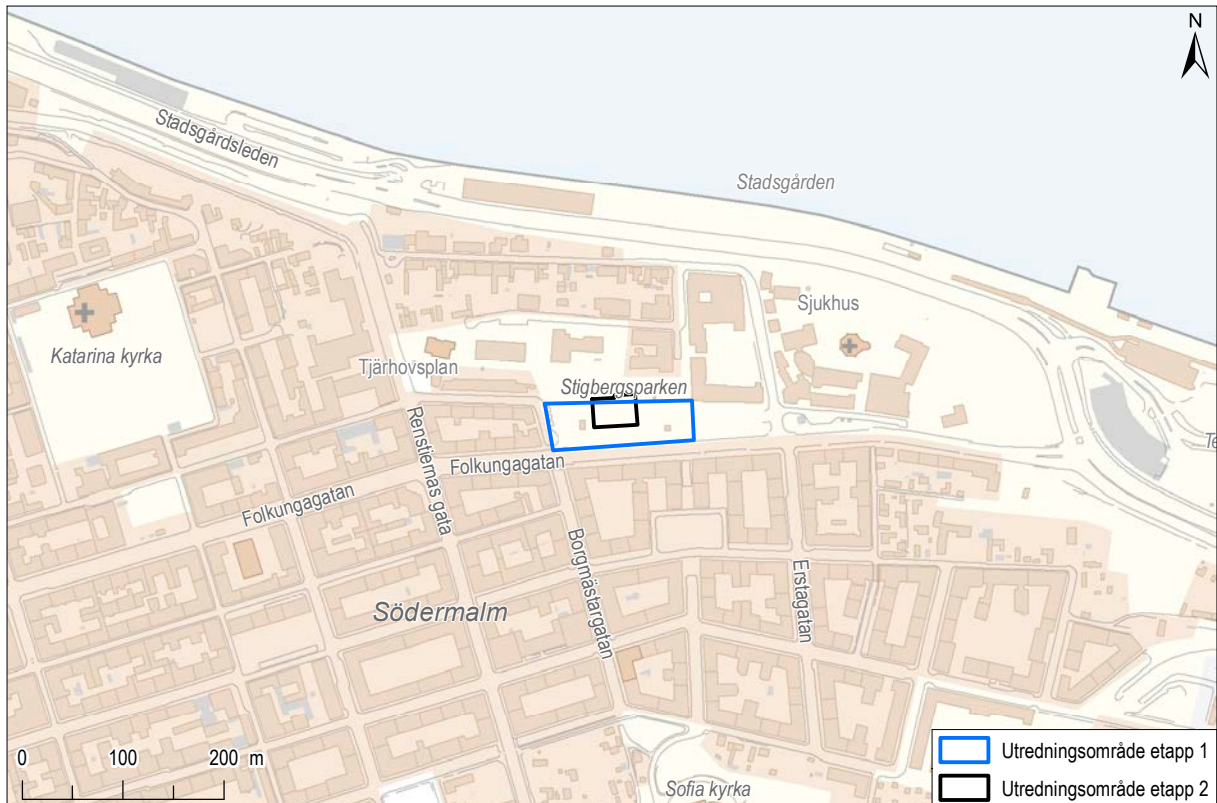 N
Stadsgårdsleden
Stadsgården
Sjukhus
Katarina kyrka
Tjärhovsplan
Stigbergsparken
Renstiernas gata
Folkungagatan
Folkungagatan
Borgmästargatan
Erstagatan
Te
Södermalm
Sofia kyrka
0 100 200 m
Utredningsområde etapp 1
Utredningsområde etapp 2